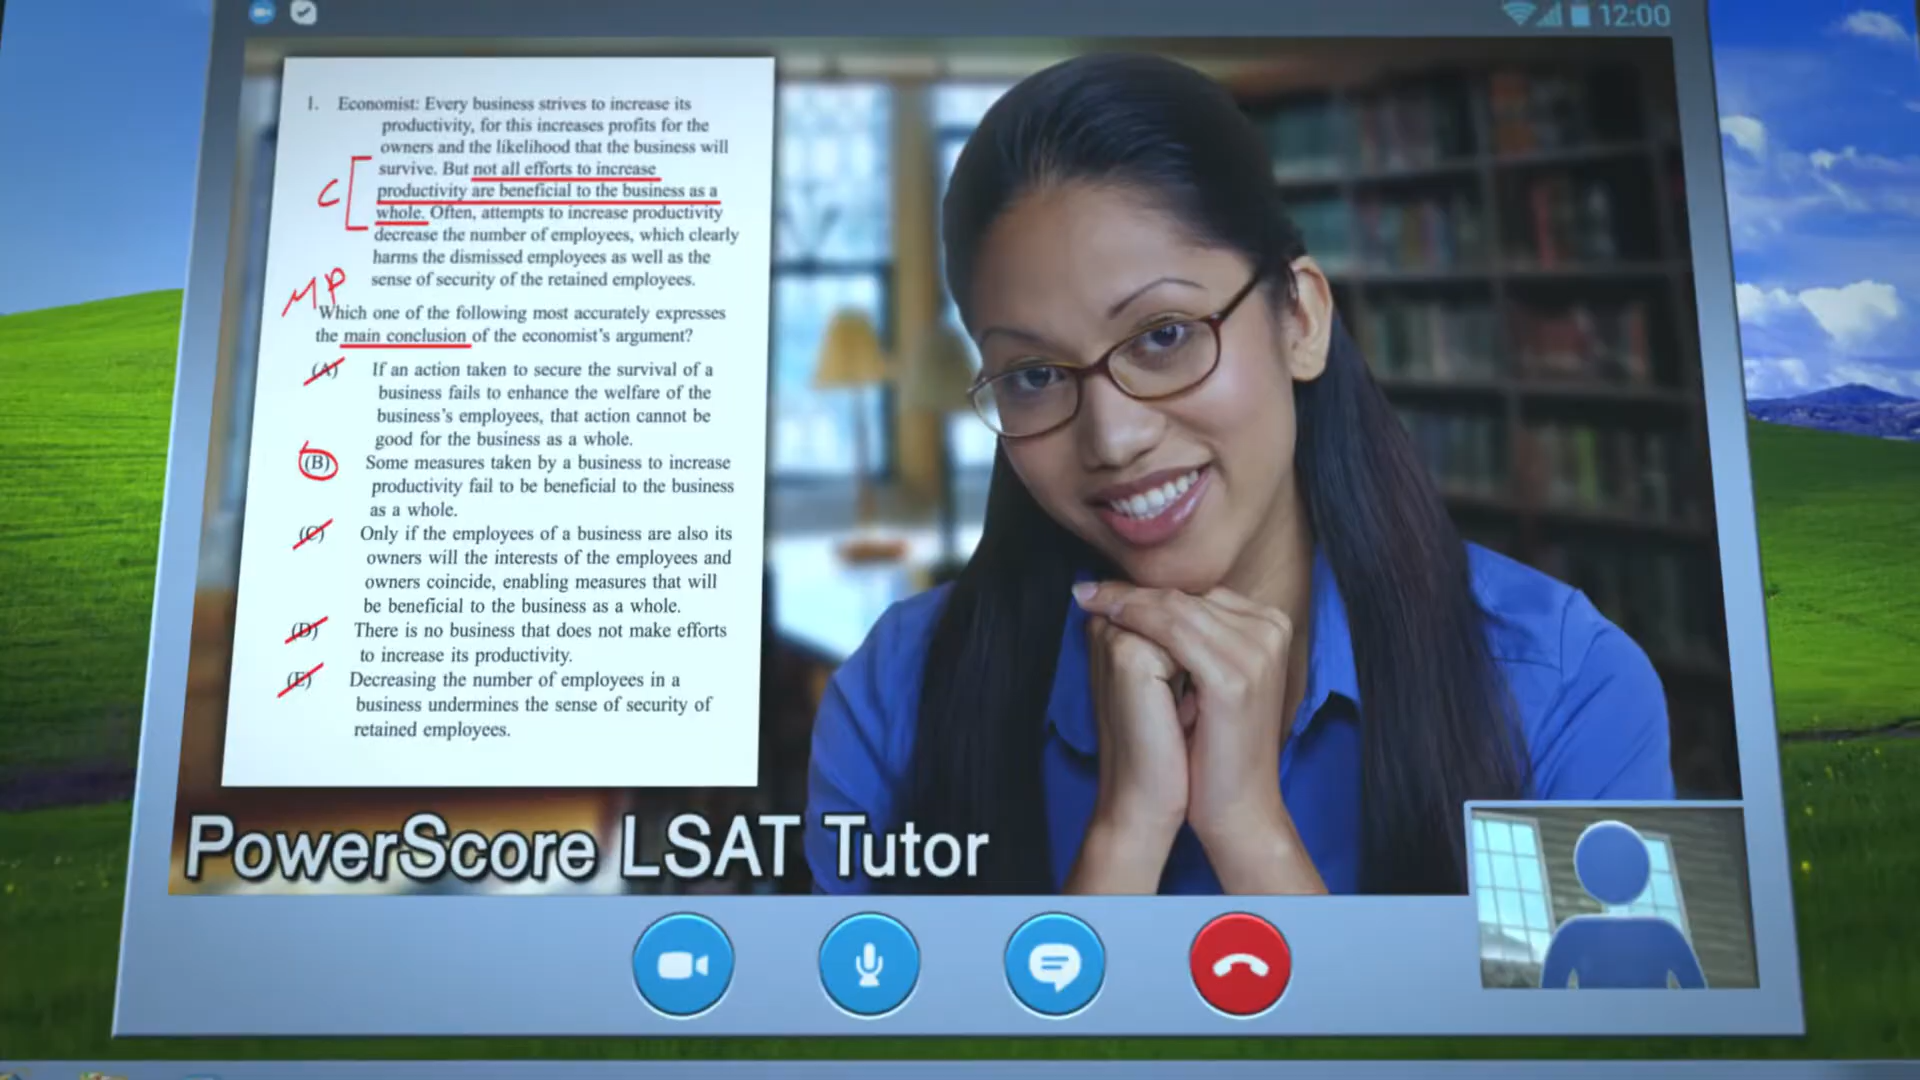 12:00
1. Economist: Every business strives to increase its
productivity, for this increases profits for the
owners and the likelihood that the business will
survive. But not all efforts to increase
productivity are beneficial to the business as a
whole. Often, attempts to increase productivity
decrease the number of employees, which clearly
harms the dismissed employees as well as the
sense of security of the retained employees.
C
MP
Which one of the following most accurately expresses
the main conclusion of the economist's argument?
(A) If an action taken to secure the survival of a
business fails to enhance the welfare of the
business's employees, that action cannot be
good for the business as a whole.
(B) Some measures taken by a business to increase
productivity fail to be beneficial to the business
as a whole.
(C) Only if the employees of a business are also its
owners will the interests of the employees and
owners coincide, enabling measures that will
be beneficial to the business as a whole.
(D) There is no business that does not make efforts
to increase its productivity.
(E) Decreasing the number of employees in a
business undermines the sense of security of
retained employees.
PowerScore LSAT Tutor